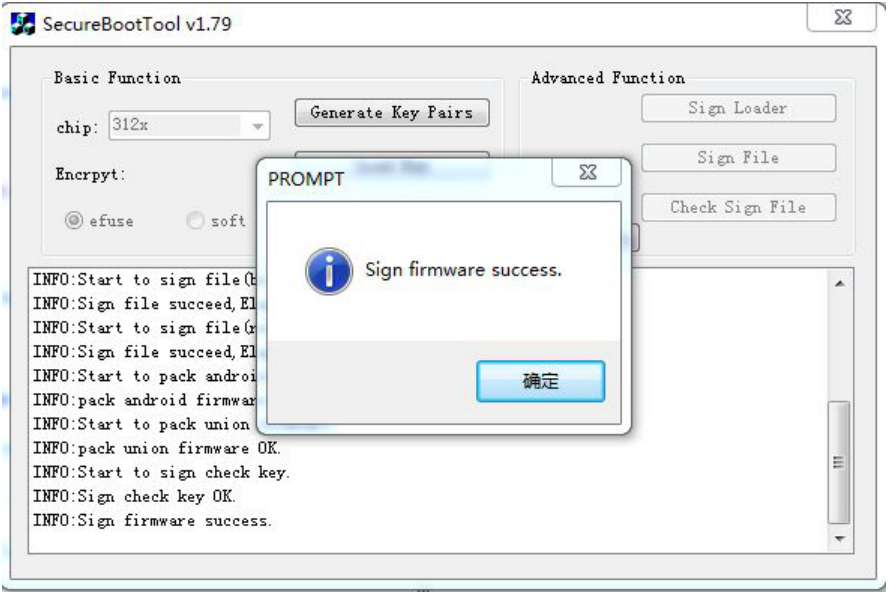 SecureBootTool v1.79
Basic Function
Advanced Function
chip: 312x
Generate Key Pairs
Sign Loader
Sign File
Encrpyt:
Check Sign File
efuse
soft
PROMPT
Sign firmware success.
确定
INFO:Start to sign file(
INFO:Sign file succeed,
INFO:Start to sign file(
INFO:Sign file succeed,
INFO:Start to pack
INFO:pack android
INFO:Start to pack union
INFO:pack union firmware OK.
INFO:Start to sign check key.
INFO:Sign check key OK.
INFO:Sign firmware success.